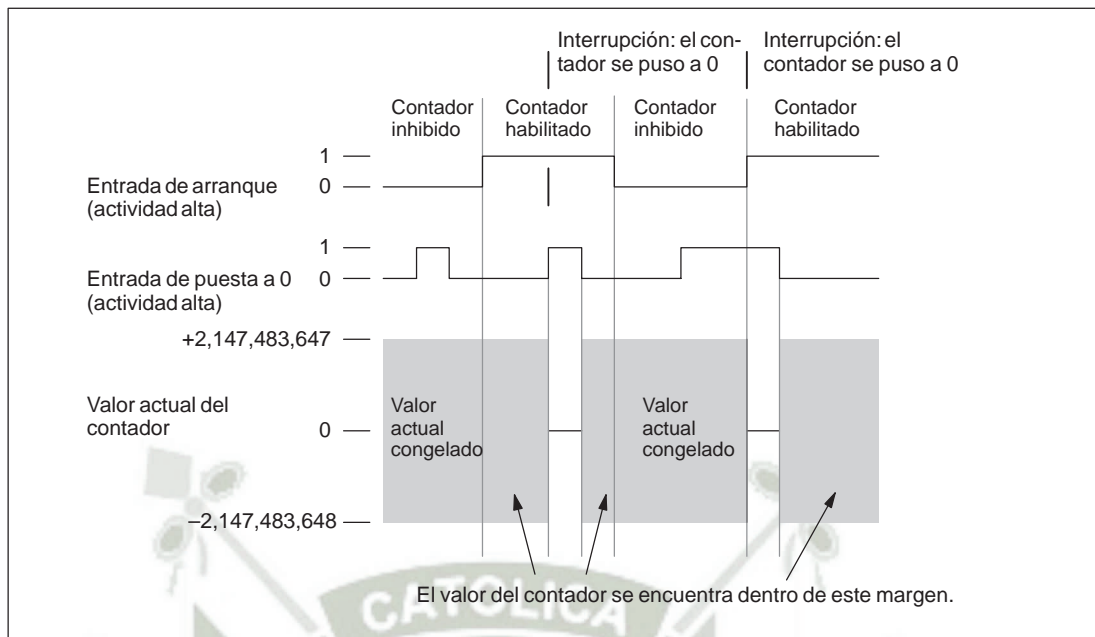 Interrupción: el con-
tador se puso a 0
Interrupción: el
contador se puso a 0
Contador
inhibido
Contador
habilitado
Contador
inhibido
Contador
habilitado
1
Entrada de arranque
(actividad alta)
0
1
Entrada de puesta a 0
(actividad alta)
0
+2,147,483,647
Valor actual del
contador
0
Valor
actual
congelado
Valor
actual
congelado
–2,147,483,648
El valor del contador se encuentra dentro de este margen.
CATOLICA